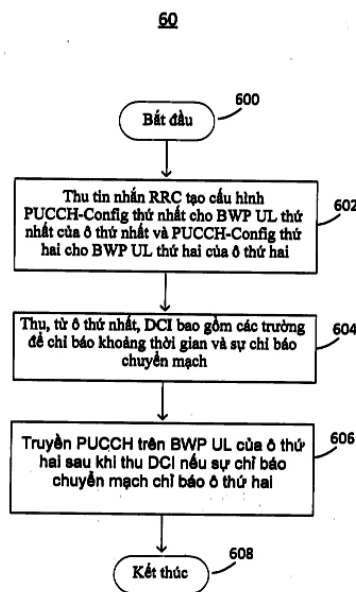 60
600
Bắt đầu
Thu tin nhắn RRC tạo cấu hình
PUCCH-Config thứ nhất cho BWP UL thứ
nhất của ô thứ nhất và PUCCH-Config thứ
hai cho BWP UL thứ hai của ô thứ hai
602
Thu, từ ô thứ nhất, DCI bao gồm các trường
để chỉ báo khoảng thời gian và sự chỉ báo
chuyển mạch
604
Truyền PUCCH trên BWP UL của ô thứ
hai sau khi thu DCI nếu sự chỉ báo
chuyển mạch chỉ báo ô thứ hai
606
608
Kết thúc